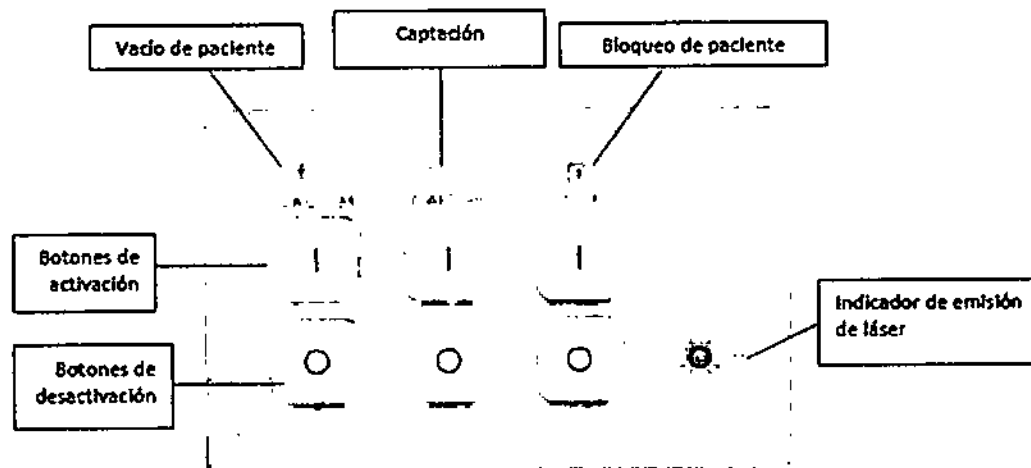 Vacío de paciente
Captación
Bloqueo de paciente
Botones de
activación
Indicador de emisión
de láser
Botones de
desactivación